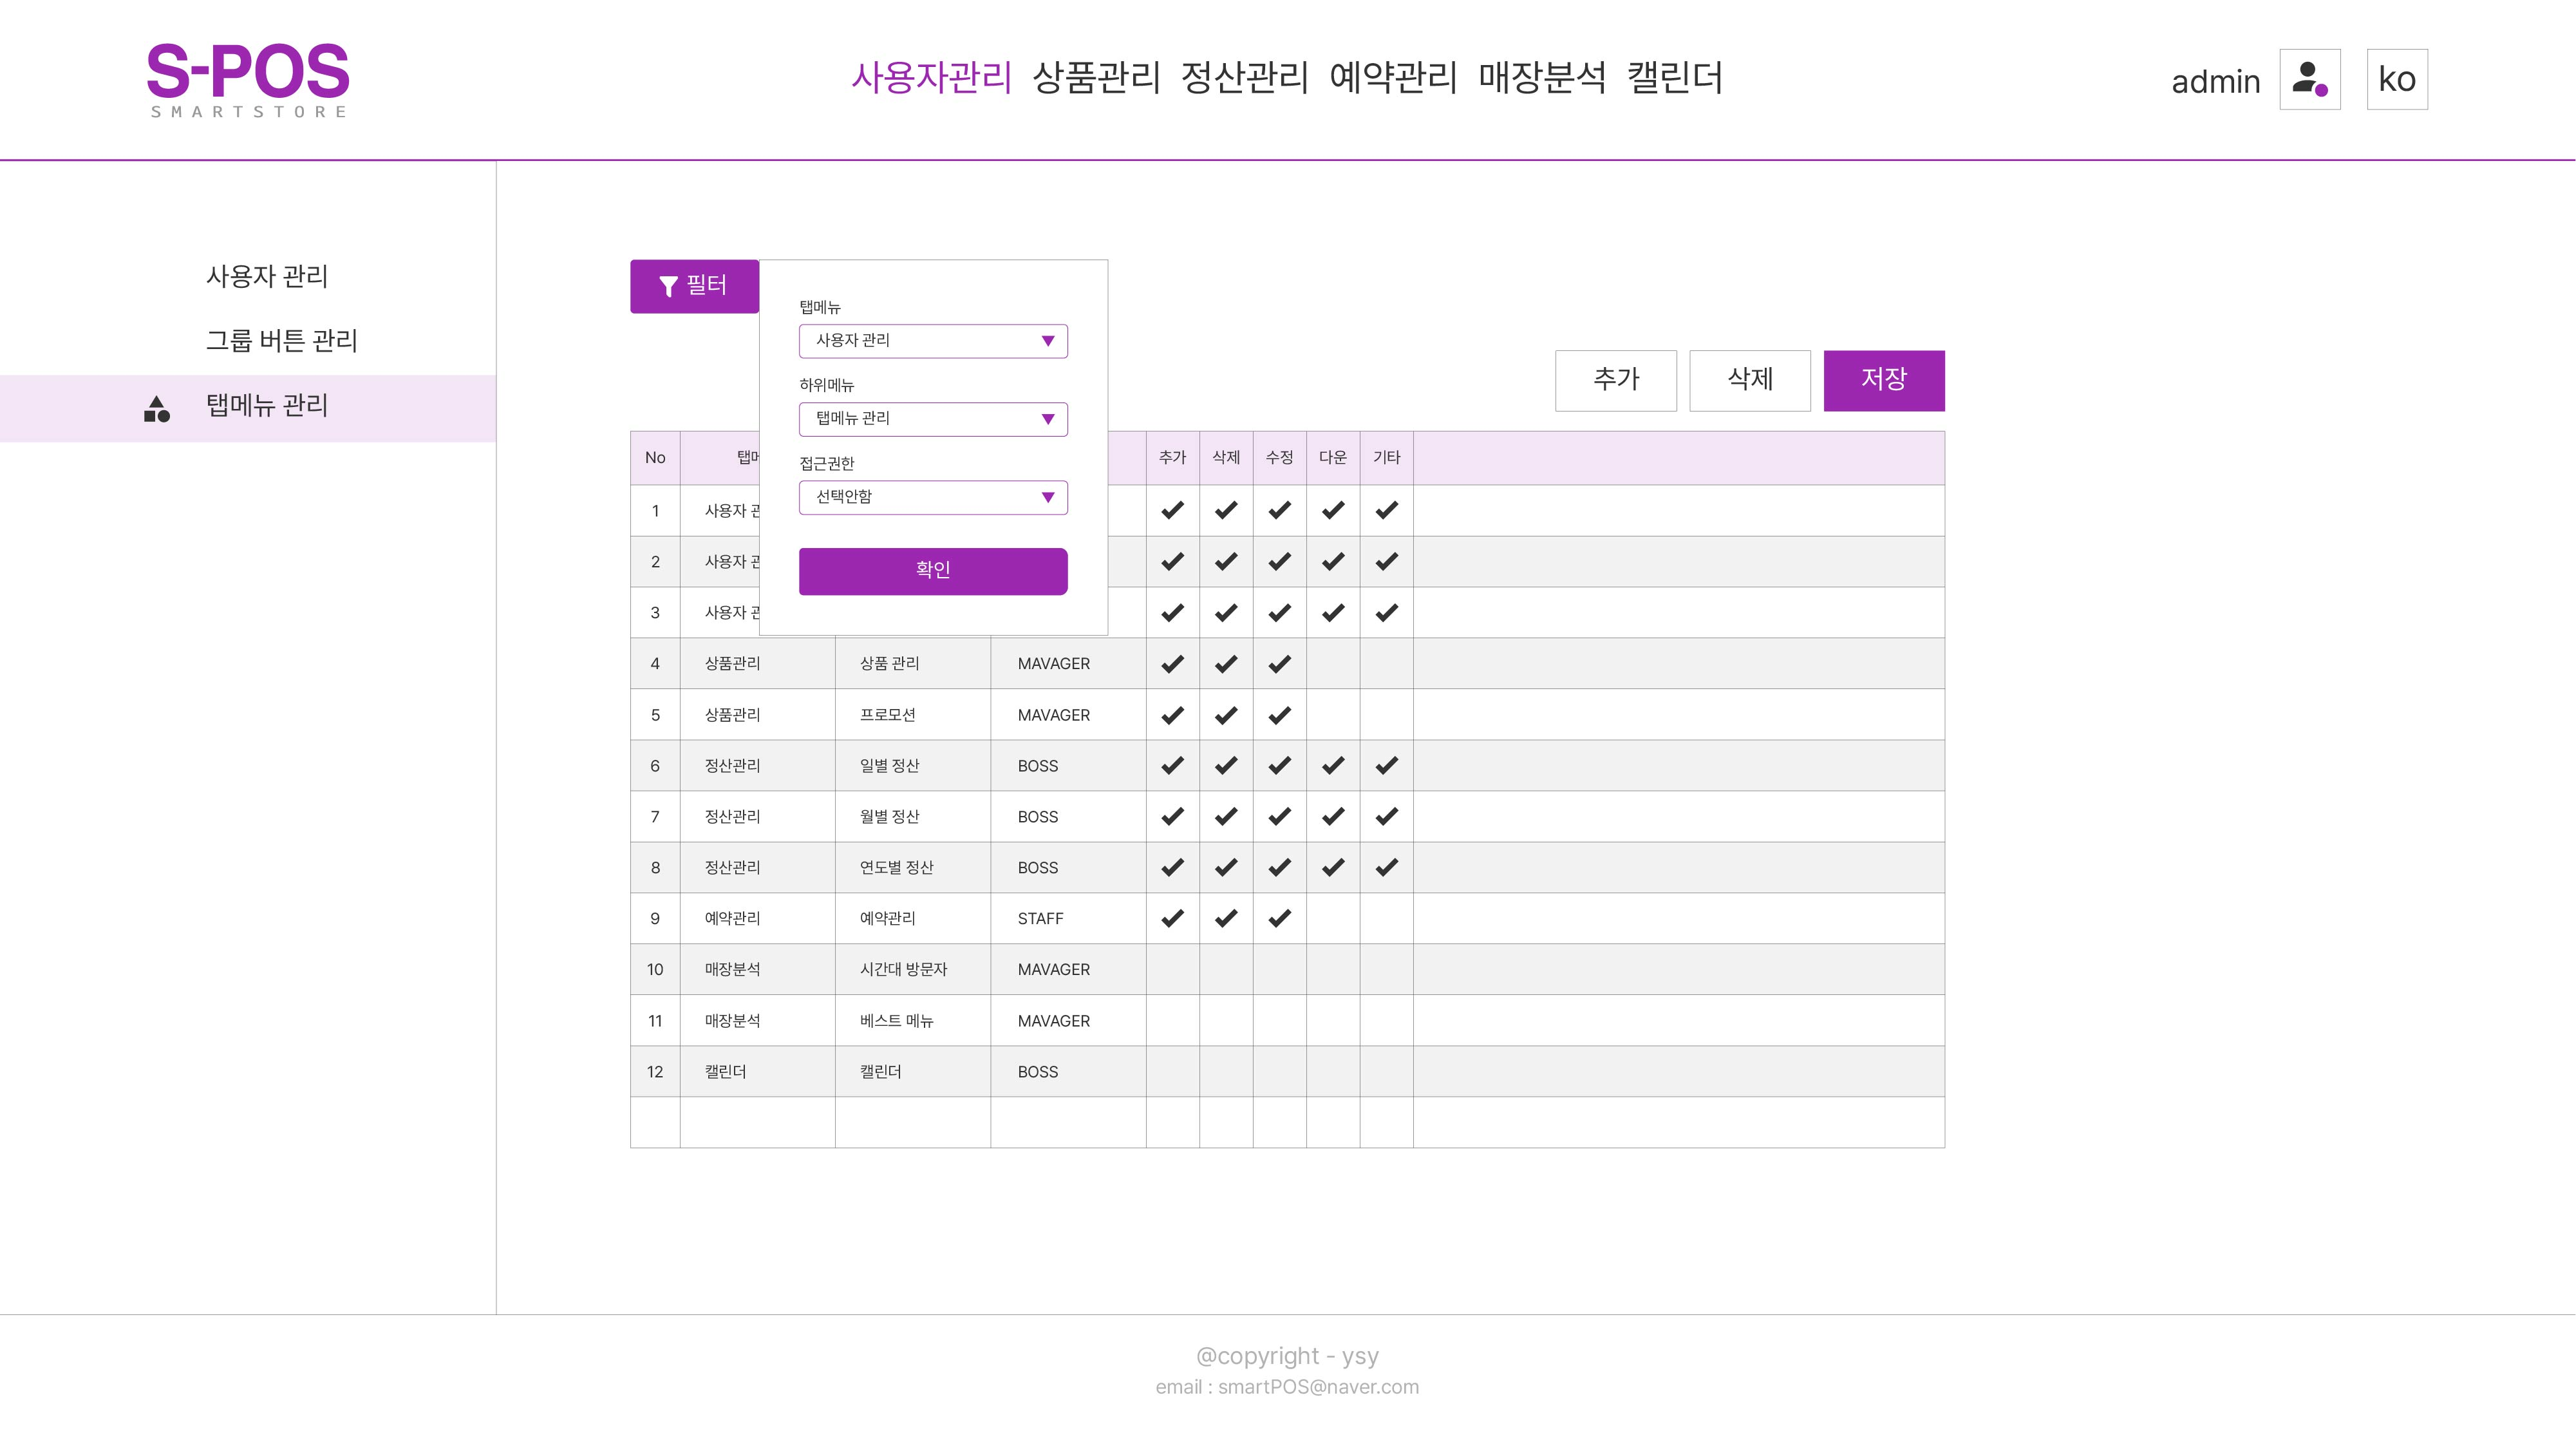 S-POS
SMARTSTORE
사용자관리 상품관리 정산관리 예약관리 매장분석 캘린더
admin
ko
사용자 관리
그룹 버튼 관리
탭메뉴 관리
필터
탭메뉴
사용자 관리
하위메뉴
탭메뉴 관리
접근권한
선택안함
확인
추가 삭제 저장
No 추가 삭제 수정 다운 기타
1 사용자
2 사용자
3 사용자
4 상품관리 상품 관리 MAVAGER
5 상품관리 프로모션 MAVAGER
6 정산관리 일별 정산 BOSS
7 정산관리 월별 정산 BOSS
8 정산관리 연도별 정산 BOSS
9 예약관리 예약관리 STAFF
10 매장분석 시간대 방문자 MAVAGER
11 매장분석 베스트 메뉴 MAVAGER
12 캘린더 캘린더 BOSS
@copyright - ysy
email : smartPOS@naver.com